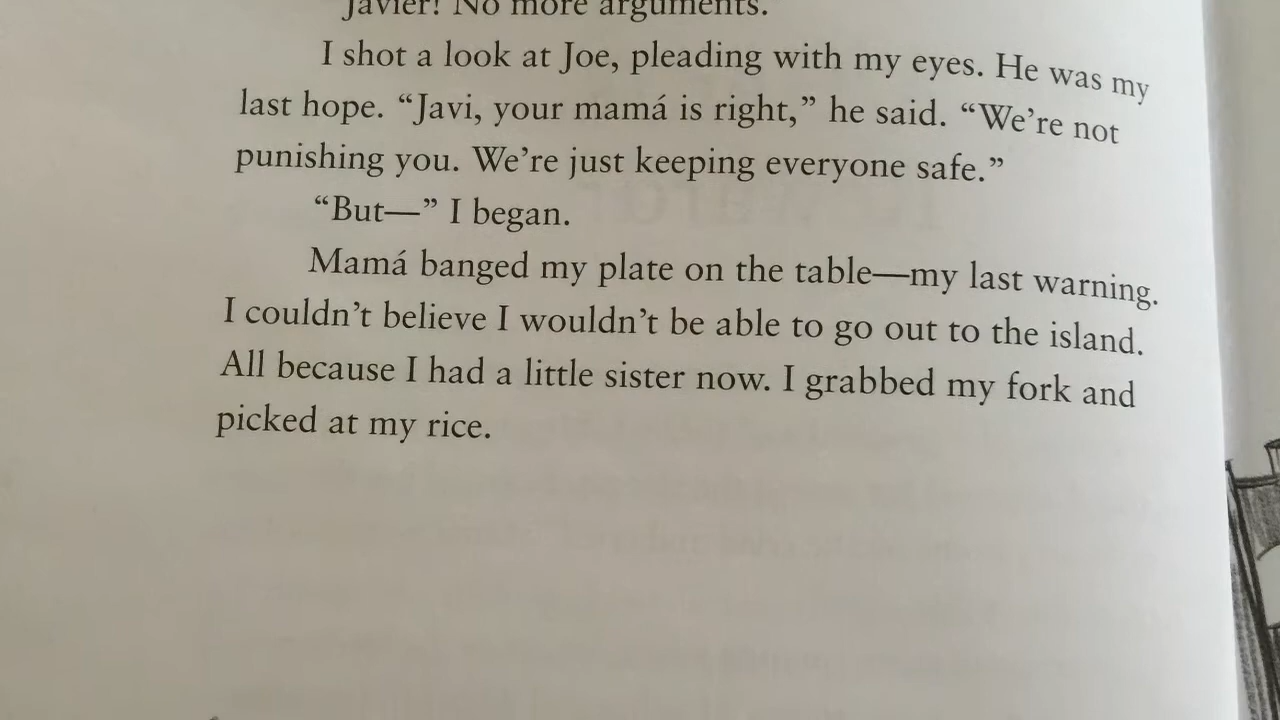 Javier! No more arguments.
I shot a look at Joe, pleading with my eyes. He was my
last hope. “Javi, your mamá is right,” he said. “We’re not
punishing you. We’re just keeping everyone safe.”
“But—” I began.
Mamá banged my plate on the table—my last warning.
I couldn’t believe I wouldn’t be able to go out to the island.
All because I had a little sister now. I grabbed my fork and
picked at my rice.